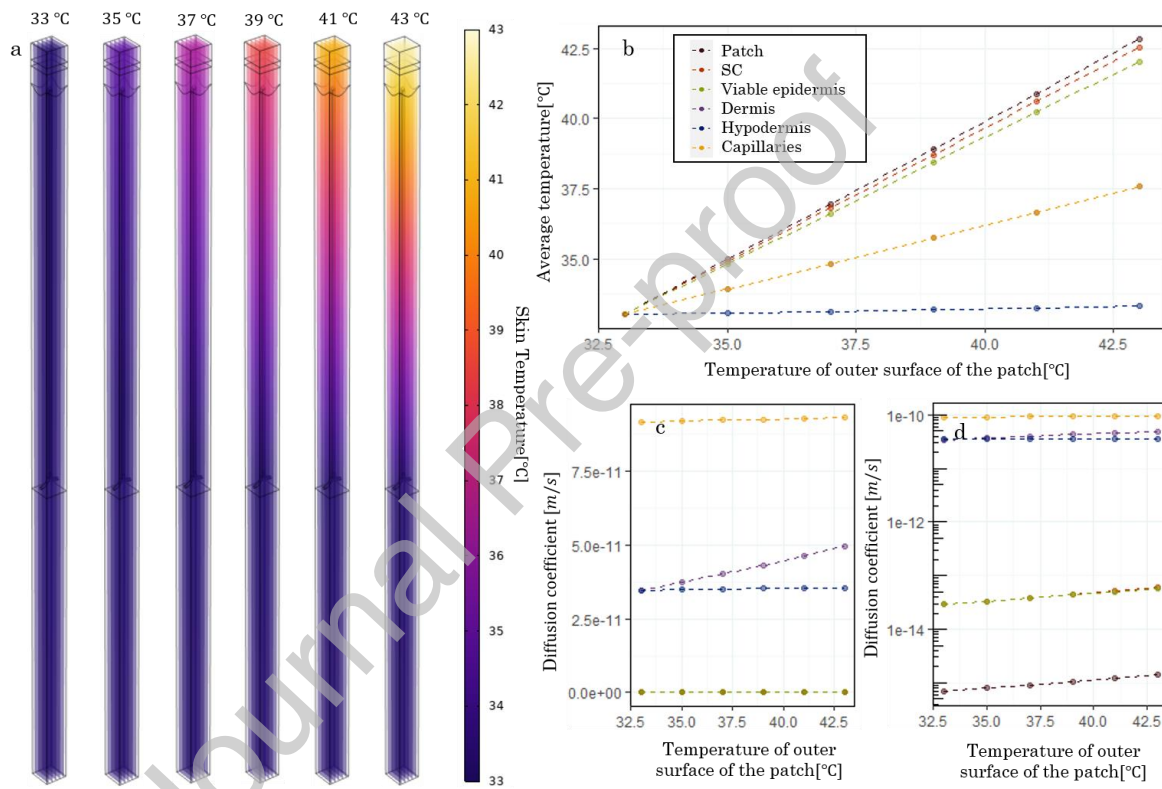 33 °C 35 °C 37 °C 39 °C 41 °C 43 °C
a
43
42
41
40
39
38
37
36
35
34
33
Skin Temperature[°C]
b
Patch
SC
Viable epidermis
Dermis
Hypodermis
Capillaries
Average temperature[°C]
42.5
40.0
37.5
35.0
32.5 35.0 37.5 40.0 42.5
Temperature of outer surface of the patch[°C]
c
Diffusion coefficient [m/s]
7.5e-11
5.0e-11
2.5e-11
0.0e+00
32.5 35.0 37.5 40.0 42.5
Temperature of outer
surface of the patch[°C]
d
Diffusion coefficient [m/s]
1e-10
1e-12
1e-14
32.5 35.0 37.5 40.0 42.5
Temperature of outer
surface of the patch[°C]
Journal Pre-proof